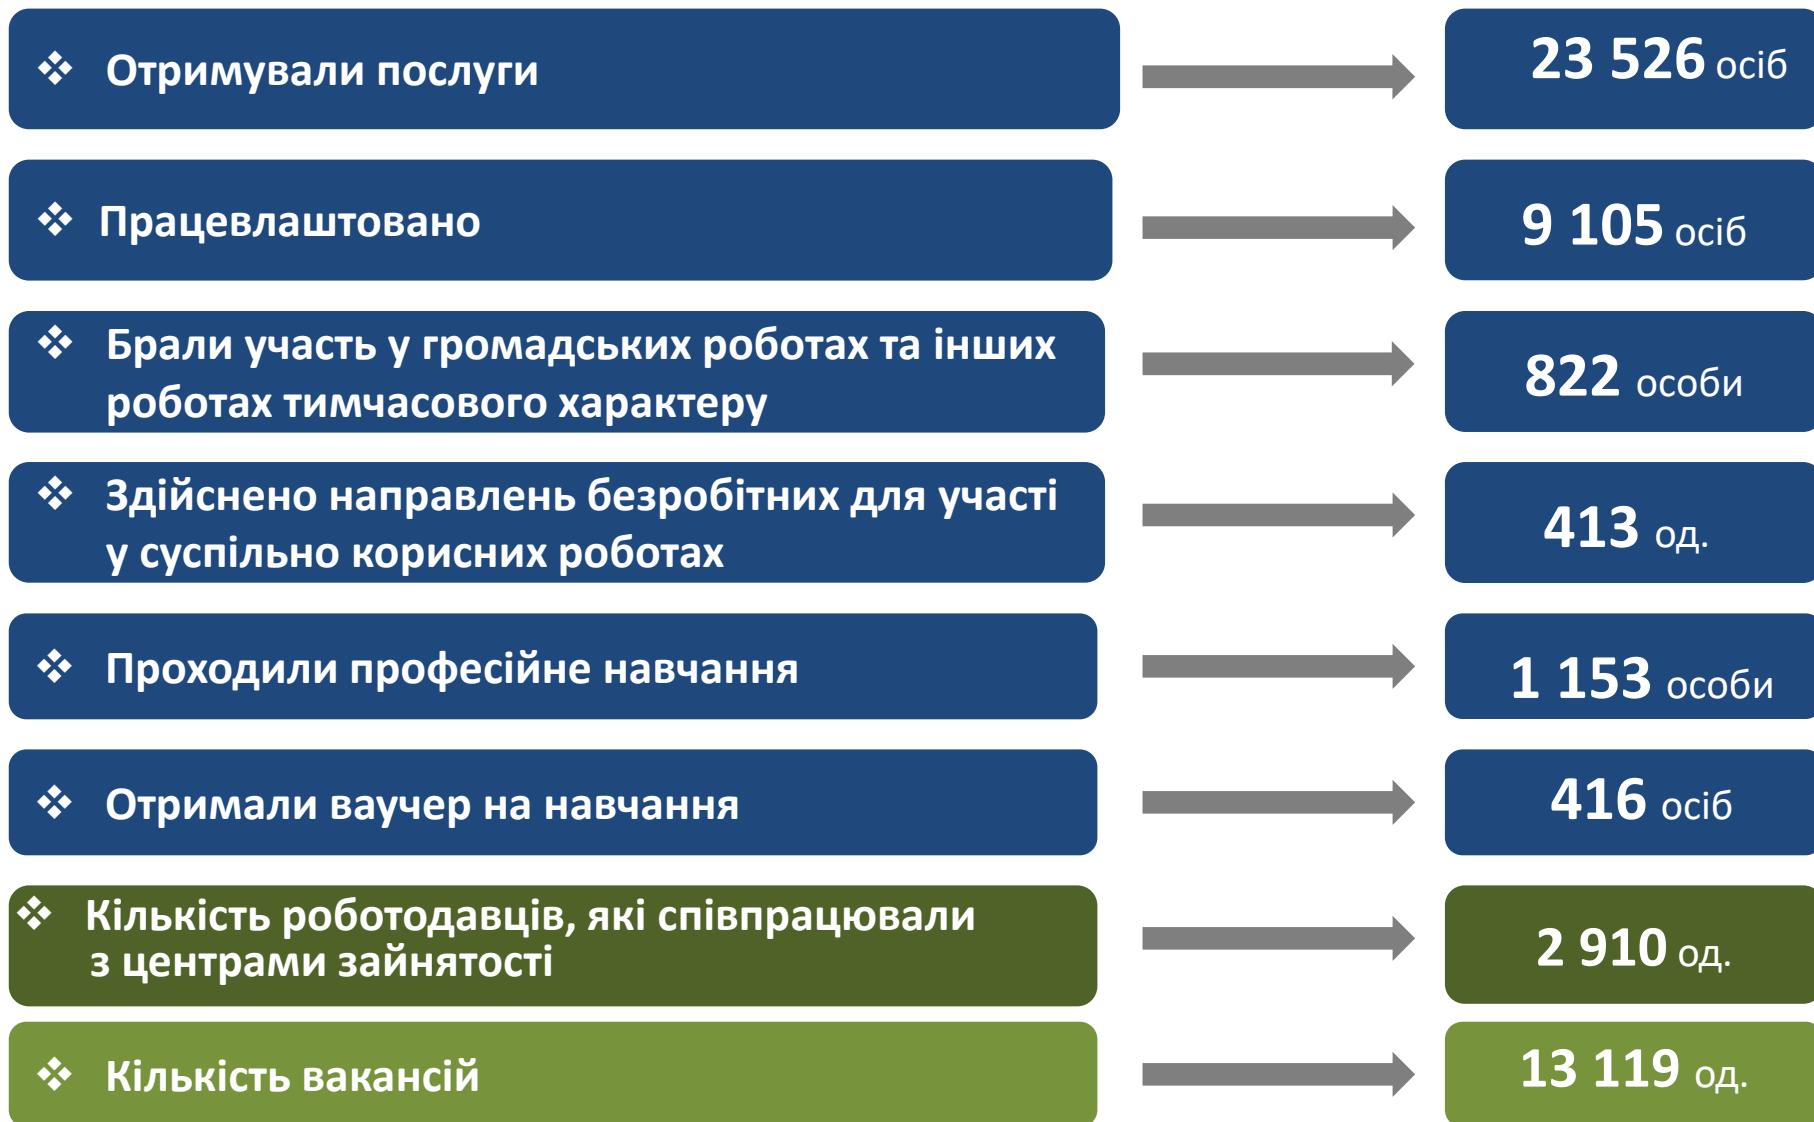 ❖ Отримували послуги
23 526 осіб
❖ Працевлаштовано
9 105 осіб
❖ Брали участь у громадських роботах та інших
роботах тимчасового характеру
822 особи
❖ Здійснено направлень безробітних для участі
у суспільно корисних роботах
413 од.
❖ Проходили професійне навчання
1 153 особи
❖ Отримали ваучер на навчання
416 осіб
❖ Кількість роботодавців, які співпрацювали
з центрами зайнятості
2 910 од.
❖ Кількість вакансій
13 119 од.